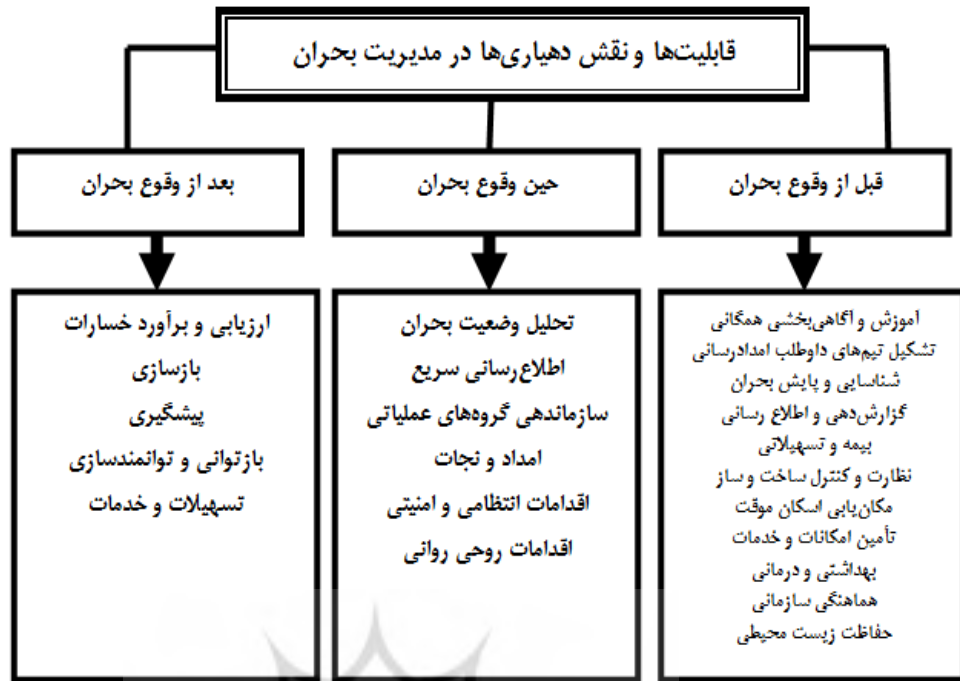 قابلیت‌ها و نقش دهیاری‌ها در مدیریت بحران
قبل از وقوع بحران
آموزش و آگاهی‌بخشی همگانی
تشکیل تیم‌های داوطلب امدادرسانی
شناسایی و پایش بحران
گزارش‌دهی و اطلاع رسانی
بیمه و تسهیلاتی
نظارت و کنترل ساخت و ساز
مکان‌یابی اسکان موقت
تأمین امکانات و خدمات
بهداشتی و درمانی
هماهنگی سازمانی
حفاظت زیست محیطی
حین وقوع بحران
تحلیل وضعیت بحران
اطلاع‌رسانی سریع
سازماندهی گروه‌های عملیاتی
امداد و نجات
اقدامات انتظامی و امنیتی
اقدامات روحی روانی
بعد از وقوع بحران
ارزیابی و برآورد خسارات
بازسازی
پیشگیری
بازتوانی و توانمندسازی
تسهیلات و خدمات